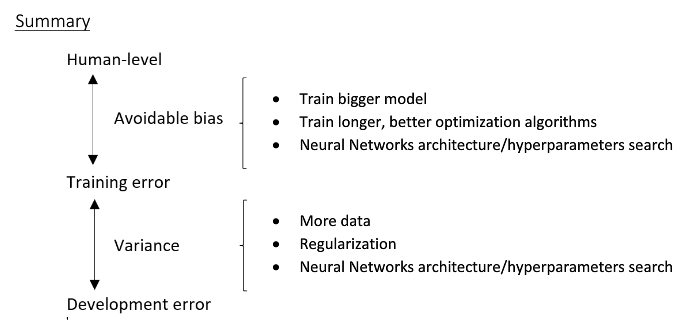 Summary
Human-level
Avoidable bias
• Train bigger model
• Train longer, better optimization algorithms
• Neural Networks architecture/hyperparameters search
Training error
Variance
• More data
• Regularization
• Neural Networks architecture/hyperparameters search
Development error